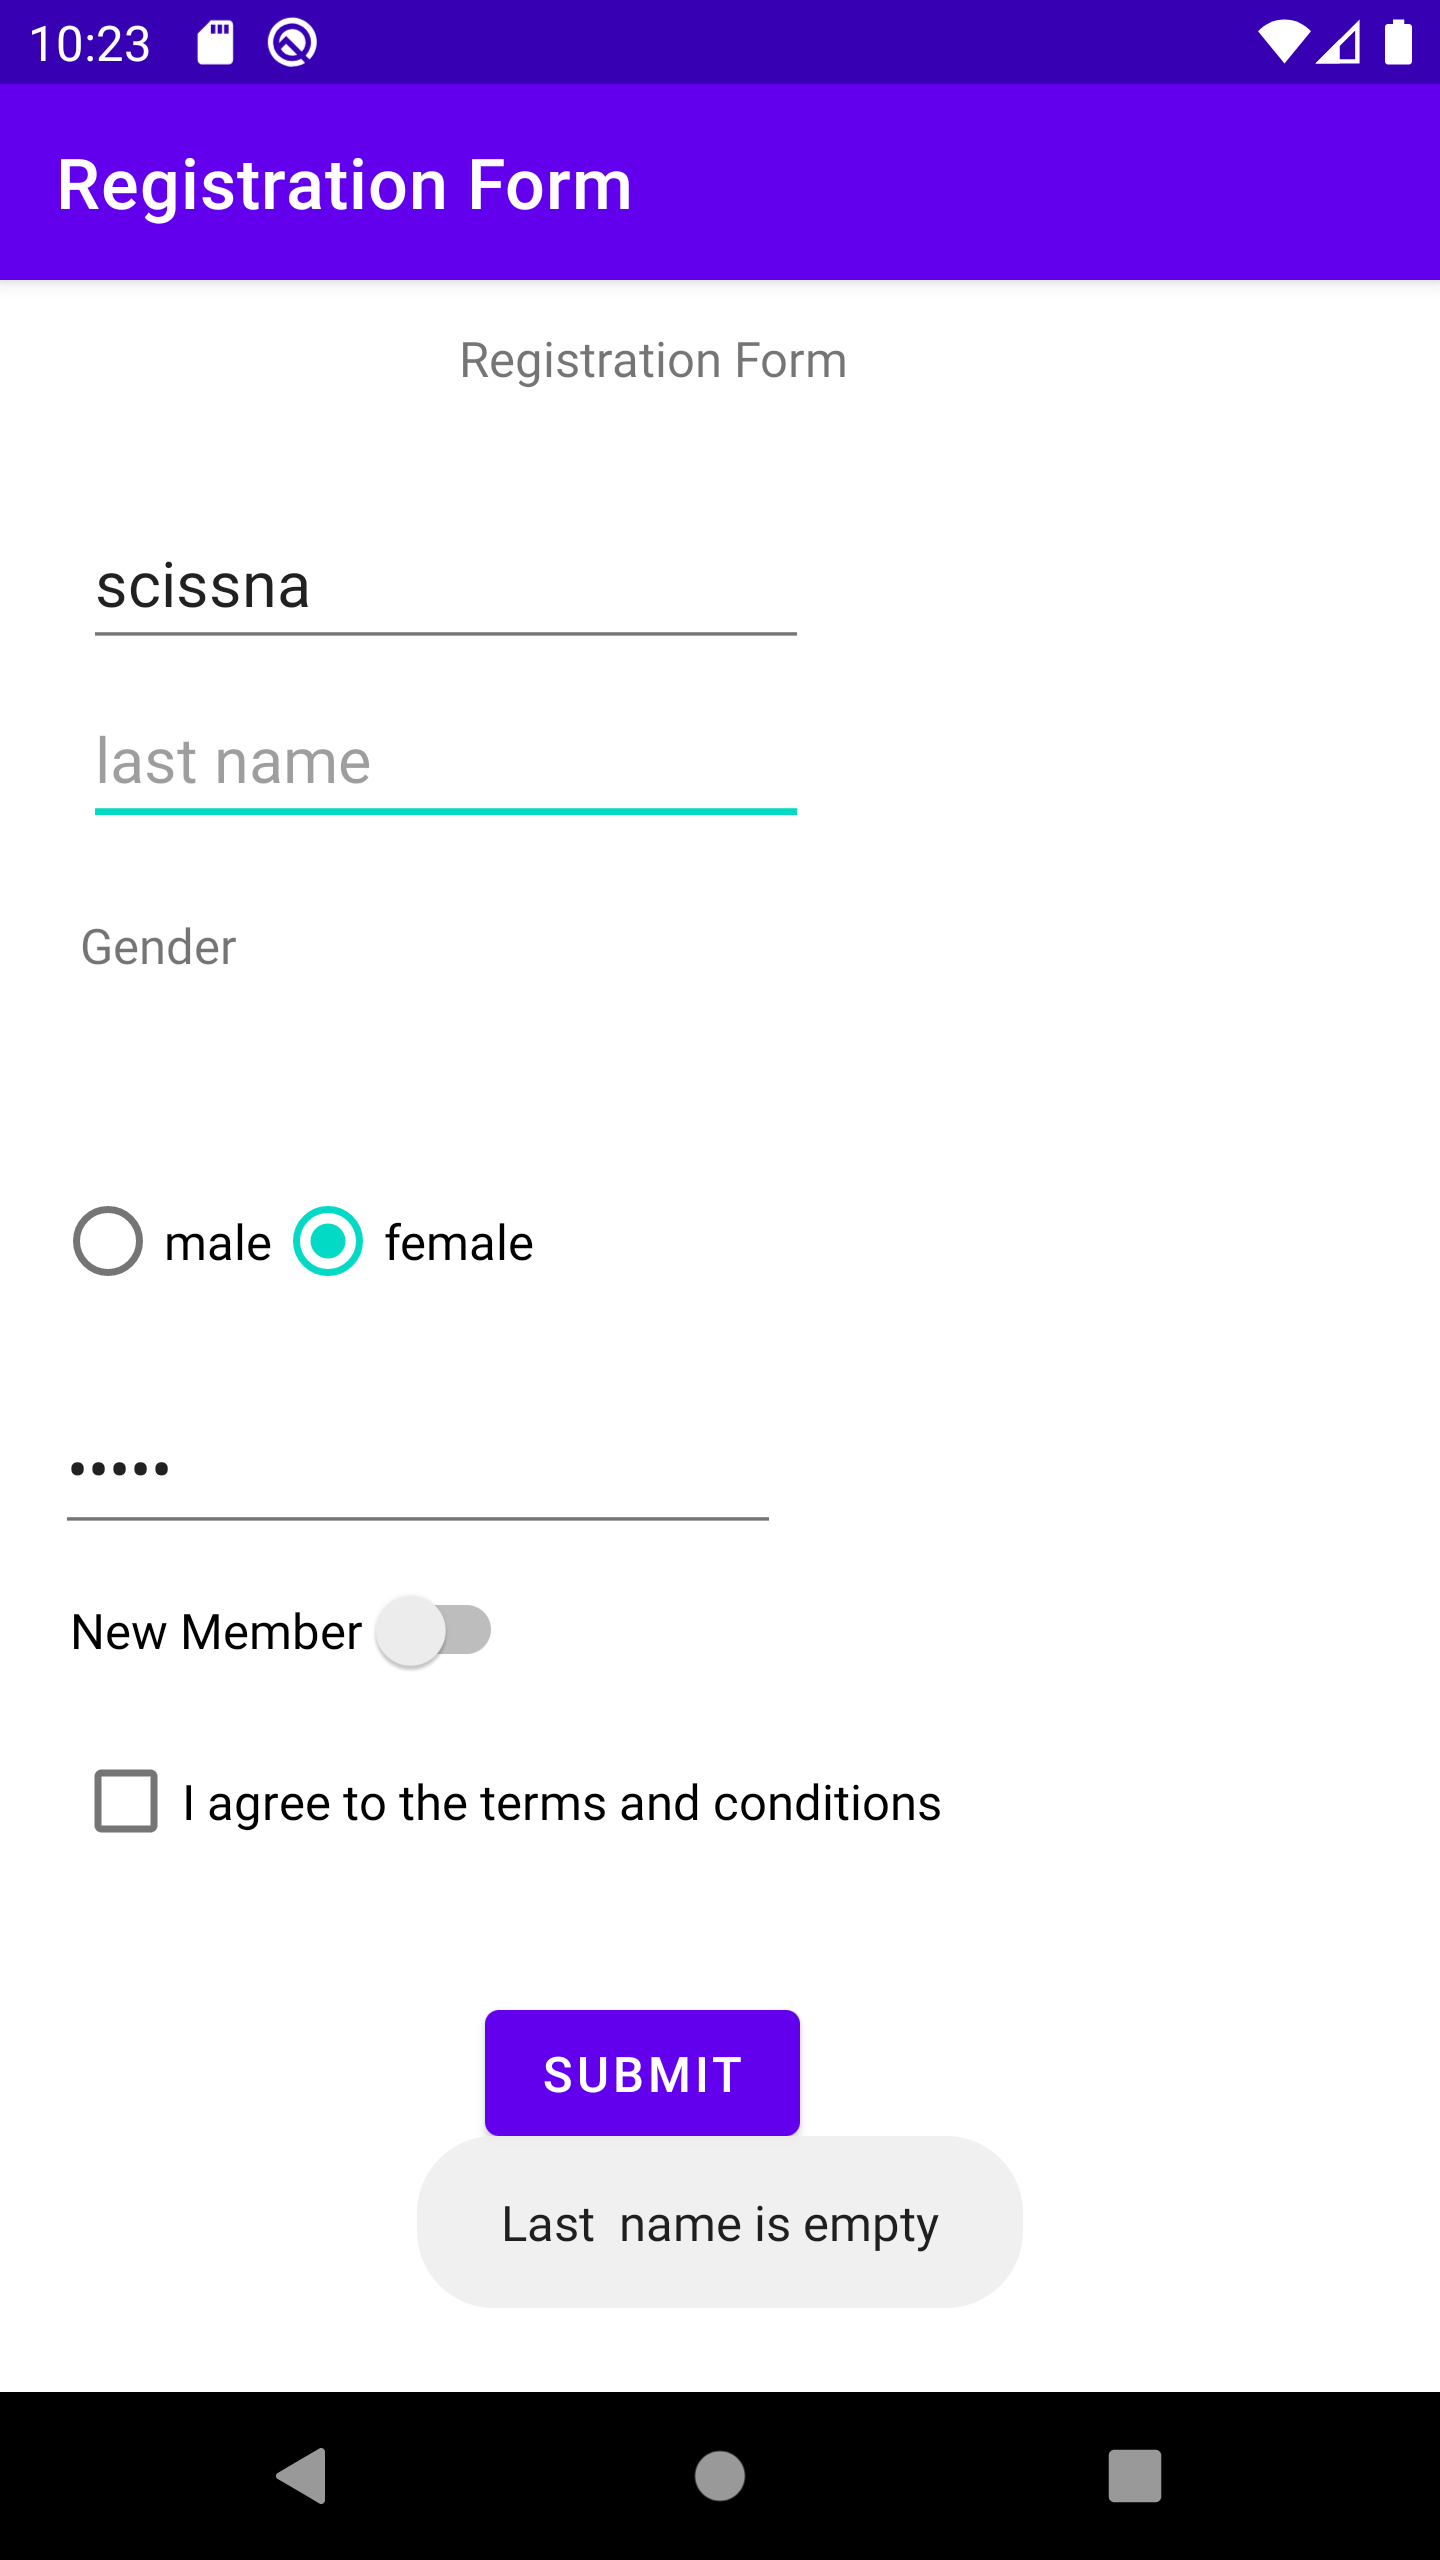 10:23
Registration Form
Registration Form
scissna
last name
Gender
male female
•••••
New Member
I agree to the terms and conditions
SUBMIT
Last  name is empty